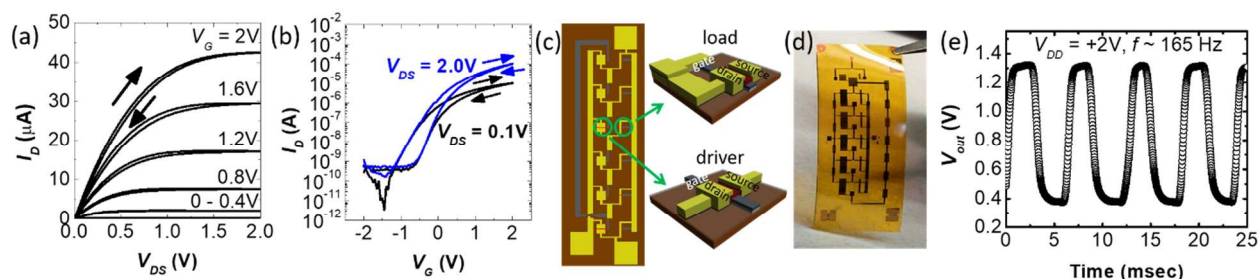 (a)
50
40
30
20
10
0
I_D (μA)
V_G = 2V
1.6V
1.2V
0.8V
0 - 0.4V
0.0 0.5 1.0 1.5 2.0
V_DS (V)
(b)
10⁻²
10⁻³
10⁻⁴
10⁻⁵
10⁻⁶
10⁻⁷
10⁻⁸
10⁻⁹
10⁻¹⁰
10⁻¹¹
10⁻¹²
I_D (A)
V_DS = 2.0V
V_DS = 0.1V
-2 -1 0 1 2
V_G (V)
(c)
load
gate
drain
source
driver
gate
drain
source
(d)
(e)
1.4
1.2
1.0
0.8
0.6
0.4
0.2
V_out (V)
V_DD = +2V, f ~ 165 Hz
0 5 10 15 20 25
Time (msec)